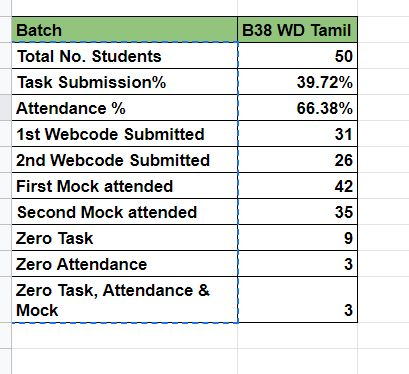 Batch B38 WD Tamil
Total No. Students 50
Task Submission% 39.72%
Attendance % 66.38%
1st Webcode Submitted 31
2nd Webcode Submitted 26
First Mock attended 42
Second Mock attended 35
Zero Task 9
Zero Attendance 3
Zero Task, Attendance &
Mock 3